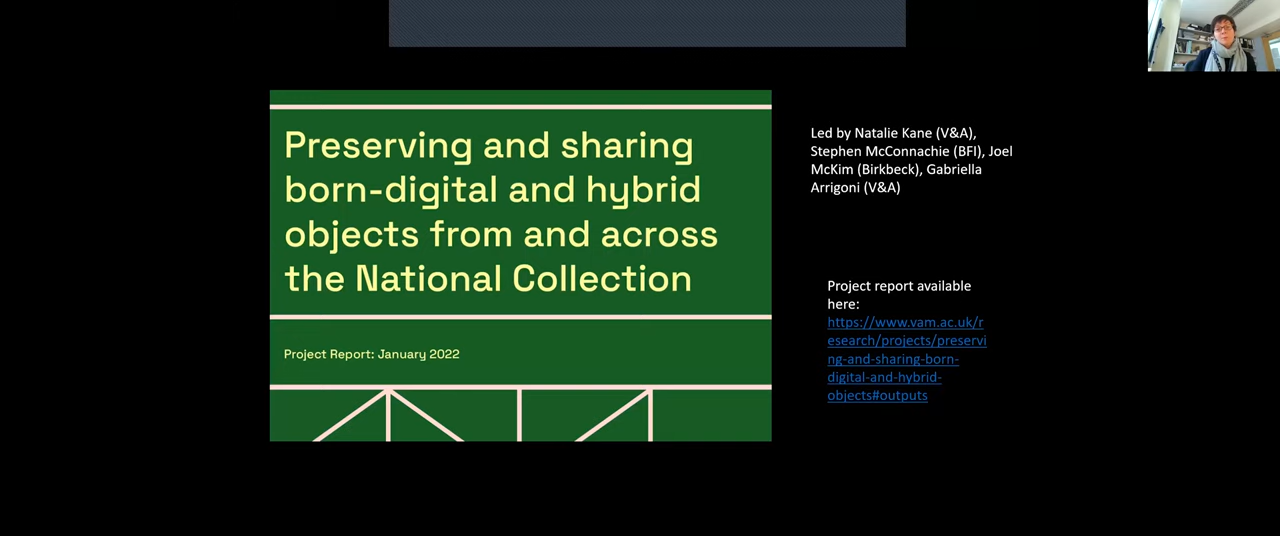 Preserving and sharing
born-digital and hybrid
objects from and across
the National Collection
Project Report: January 2022
Led by Natalie Kane (V&A),
Stephen McConnachie (BFI), Joel
McKim (Birkbeck), Gabriella
Arrigoni (V&A)
Project report available
here:
https://www.vam.ac.uk/r
esearch/projects/preservi
ng-and-sharing-born-
digital-and-hybrid-
objects#outputs